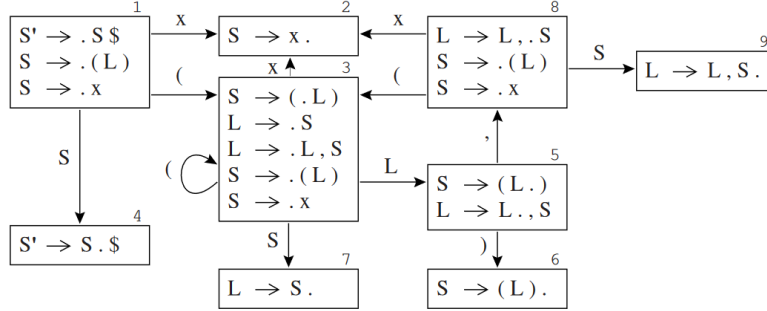 1
S' → . S $
S → . ( L )
S → . x
x
(
S
2
S → x .
x
3
S → ( . L )
L → . S
L → . L , S
S → . ( L )
S → . x
(
S
L
x
(
8
L → L , . S
S → . ( L )
S → . x
S
9
L → L , S .
,
5
S → ( L . )
L → L . , S
)
4
S' → S . $
7
L → S .
6
S → ( L ) .